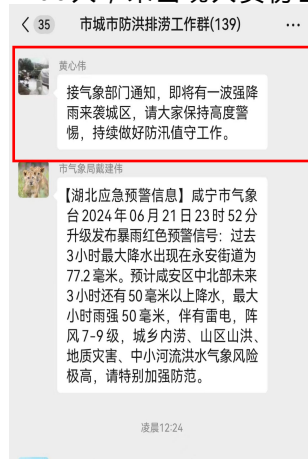 35
市城市防洪排涝工作群(139)
...
黄心伟
接气象部门通知，即将有一波强降
雨来袭城区，请大家保持高度警
惕，持续做好防汛值守工作。
市气象局戴建伟
【湖北应急预警信息】咸宁市气象
台2024年06月21日23时52分
升级发布暴雨红色预警信号：过去
3小时最大降水出现在永安街道为
77.2毫米。预计咸安区中北部未来
3小时还有50毫米以上降水，最大
小时雨强50毫米，伴有雷电，阵
风7-9级，城乡内涝、山区山洪、
地质灾害、中小河流洪水气象风险
极高，请特别加强防范。
凌晨12:24